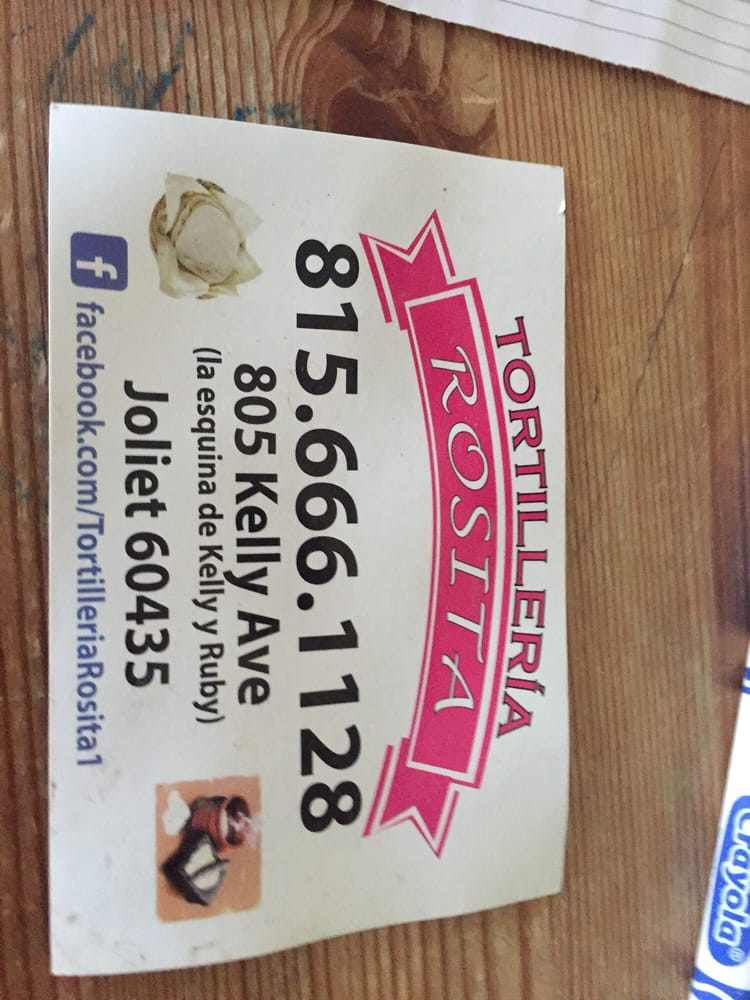 TORTILLERÍA
ROSITA
815.666.1128
805 Kelly Ave
(la esquina de Kelly y Ruby)
Joliet 60435
f facebook.com/TortilleriaRosita1
Crayola®